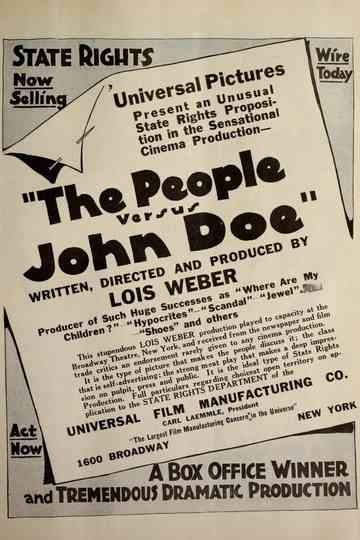 STATE RIGHTS
Now
Selling
Wire
Today
Universal Pictures
Present an Unusual
State Rights Proposi-
tion in the Sensational
Cinema Production—
"The People
versus
John Doe"
WRITTEN, DIRECTED AND PRODUCED BY
LOIS WEBER
Producer of Such Huge Successes as "Where Are My
Children?"—"Hypocrites"—"Scandal"—"Jewel",
"Shoes" and others
This stupendous LOIS WEBER production played to capacity at the
Broadway Theatre, New York, and received from the newspaper and film
trade critics an endorsement rarely given to any cinema production.
It is the type of picture that makes the people discuss it; the class
that is self-advertising; the strong meat play that makes a deep impres-
sion on pulpit, press and public. It is the ideal type of State Rights
Production. Full particulars regarding choicest open territory on ap-
plication to the STATE RIGHTS DEPARTMENT of the
UNIVERSAL FILM MANUFACTURING CO.
CARL LAEMMLE, President
"The Largest Film Manufacturing Concern in the Universe"
1600 BROADWAY NEW YORK
Act
Now
A BOX OFFICE WINNER
and TREMENDOUS DRAMATIC PRODUCTION